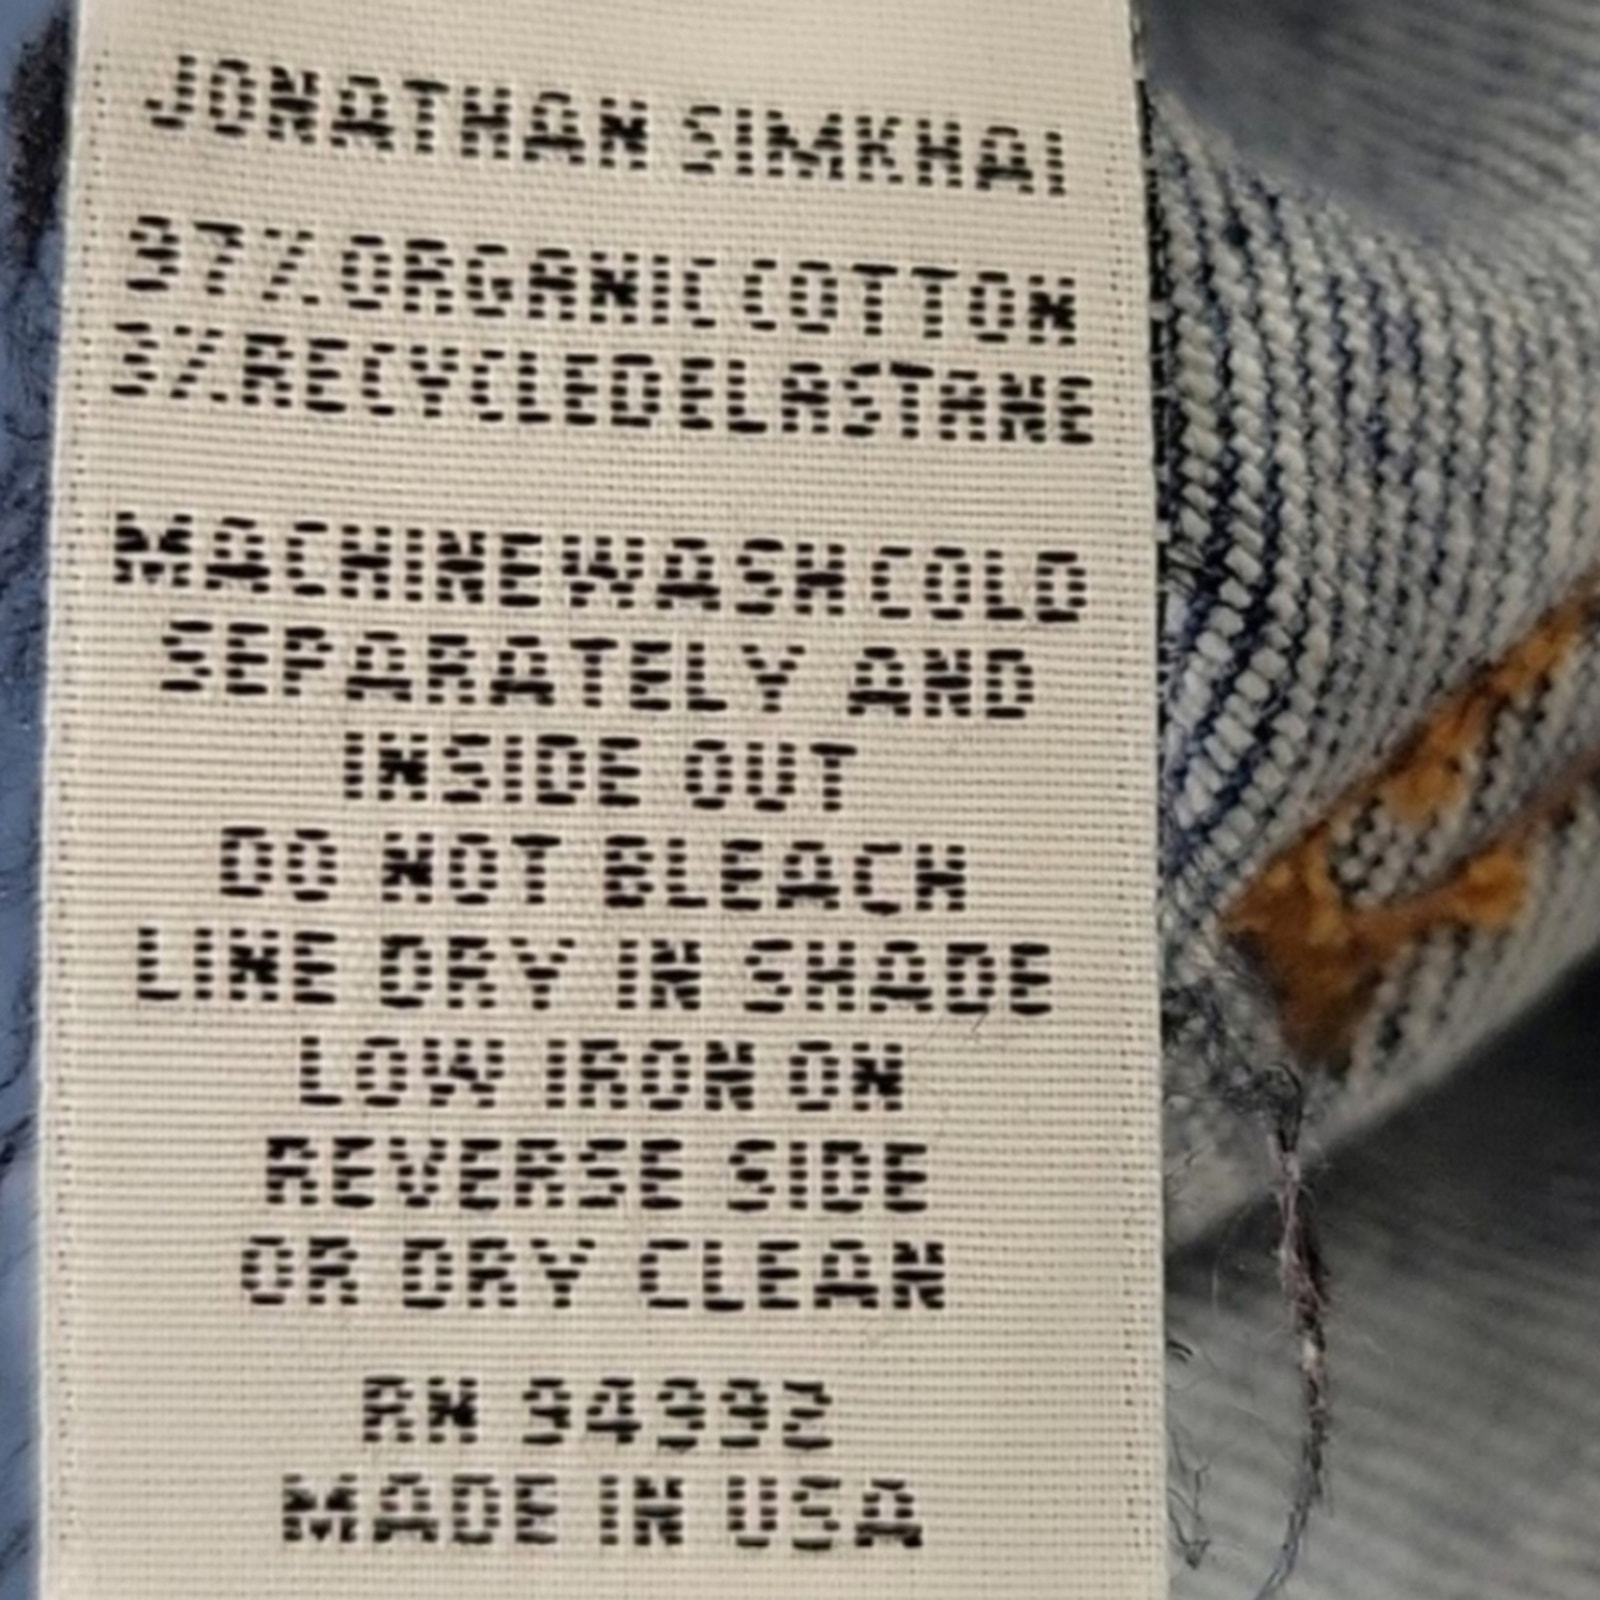 JONATHAN SIMKHAI
97% ORGANIC COTTON
3% RECYCLED ELASTANE
MACHINE WASH COLD
SEPARATELY AND
INSIDE OUT
DO NOT BLEACH
LINE DRY IN SHADE
LOW IRON ON
REVERSE SIDE
OR DRY CLEAN
RN 94992
MADE IN USA